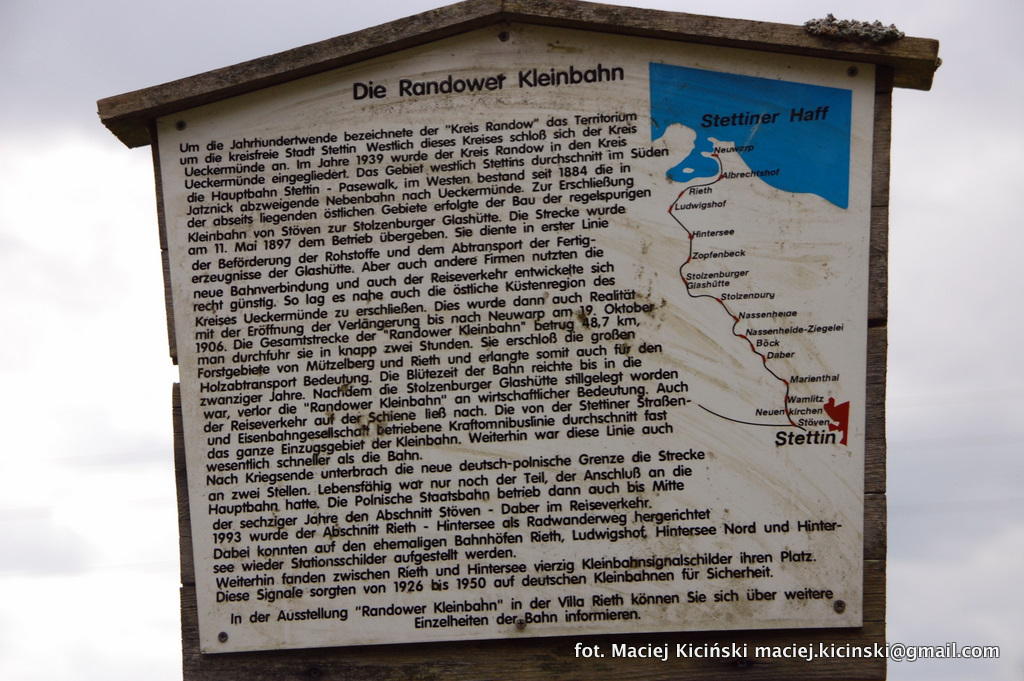 Die Randower Kleinbahn
Um die Jahrhundertwende bezeichnete der "Kreis Randow" das Territorium
um die kreisfreie Stadt Stettin Westlich dieses Kreises schloß sich der Kreis
Ueckermünde an. Im Jahre 1939 wurde der Kreis Randow in den Kreis
Ueckermünde eingegliedert. Das Gebiet westlich Stettins durchschnitt im Süden
die Hauptbahn Stettin - Pasewalk, im Westen bestand seit 1884 die in
Jatznick abzweigende Nebenbahn nach Ueckermünde. Zur Erschließung
der abseits liegenden östlichen Gebiete erfolgte der Bau der regelspurigen
Kleinbahn von Stöven zur Stolzenburger Glashütte. Die Strecke wurde
am 11. Mai 1897 dem Betrieb übergeben. Sie diente in erster Linie
der Beförderung der Rohstoffe und dem Abtransport der Fertig-
erzeugnisse der Glashütte. Aber auch andere Firmen nutzten die
neue Bahnverbindung und auch der Reiseverkehr entwickelte sich
recht günstig. So lag es nahe auch die östliche Küstenregion des
Kreises Ueckermünde zu erschließen. Dies wurde dann auch Realität
mit der Eröffnung der Verlängerung bis nach Neuwarp am 19. Oktober
1906. Die Gesamtstrecke der "Randower Kleinbahn" betrug 48,7 km,
man durchfuhr sie in knapp zwei Stunden. Sie erschloß die großen
Forstgebiete von Mützelberg und Rieth und erlangte somit auch für den
Holzabtransport Bedeutung. Die Blütezeit der Bahn reichte bis in die
zwanziger Jahre. Nachdem die Stolzenburger Glashütte stillgelegt worden
war, verlor die "Randower Kleinbahn" an wirtschaftlicher Bedeutung. Auch
der Reiseverkehr auf der Schiene ließ nach. Die von der Stettiner Straßen-
und Eisenbahngesellschaft betriebene Kraftomnibuslinie durchschnitt fast
das ganze Einzugsgebiet der Kleinbahn. Weiterhin war diese Linie auch
wesentlich schneller als die Bahn.
Nach Kriegsende unterbrach die neue deutsch-polnische Grenze die Strecke
an zwei Stellen. Lebensfähig war nur noch der Teil, der Anschluß an die
Hauptbahn hatte. Die Polnische Staatsbahn betrieb dann auch bis Mitte
der sechziger Jahre den Abschnitt Stöven - Daber im Reiseverkehr.
1993 wurde der Abschnitt Rieth - Hintersee als Radwanderweg hergerichtet
Dabei konnten auf den ehemaligen Bahnhöfen Rieth, Ludwigshof, Hintersee Nord und Hinter-
see wieder Stationsschilder aufgestellt werden.
Weiterhin fanden zwischen Rieth und Hintersee vierzig Kleinbahnsignalschilder ihren Platz.
Diese Signale sorgten von 1926 bis 1950 auf deutschen Kleinbahnen für Sicherheit.
In der Ausstellung "Randower Kleinbahn" in der Villa Rieth können Sie sich über weitere
Einzelheiten der Bahn informieren.
Stettiner Haff
Neuwarp
Albrechtshof
Rieth
Ludwigshof
Hintersee
Zopfenbeck
Stolzenburger
Glashütte
Stolzenburg
Nassenheide
Nassenheide-Ziegelei
Böck
Daber
Marienthal
Wamlitz
Neuenkirchen
Stöven
Stettin
fot. Maciej Kiciński maciej.kicinski@gmail.com